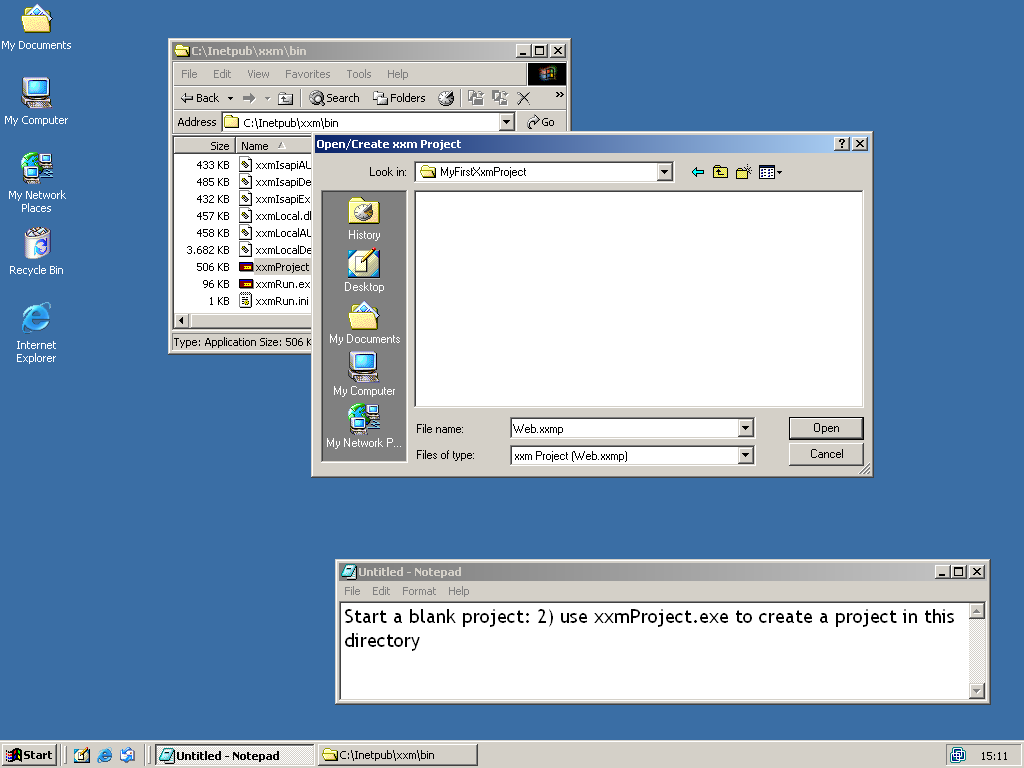 My Documents
My Computer
My Network
Places
Recycle Bin
Internet
Explorer
C:\Inetpub\xxm\bin
File Edit View Favorites Tools Help
Back Search Folders »
Address C:\Inetpub\xxm\bin Go
Size Name
433 KB xxmIsapiAU
485 KB xxmIsapiDe
432 KB xxmIsapiEx
457 KB xxmLocal.dl
458 KB xxmLocalAU
3.682 KB xxmLocalDe
506 KB xxmProject
96 KB xxmRun.ex
1 KB xxmRun.ini
Type: Application Size: 506 K
Open/Create xxm Project
Look in: MyFirstXxmProject
History
Desktop
My Documents
My Computer
My Network P...
File name: Web.xxmp Open
Files of type: xxm Project (Web.xxmp) Cancel
Untitled - Notepad
File Edit Format Help
Start a blank project: 2) use xxmProject.exe to create a project in this
directory
Start Untitled - Notepad C:\Inetpub\xxm\bin 15:11